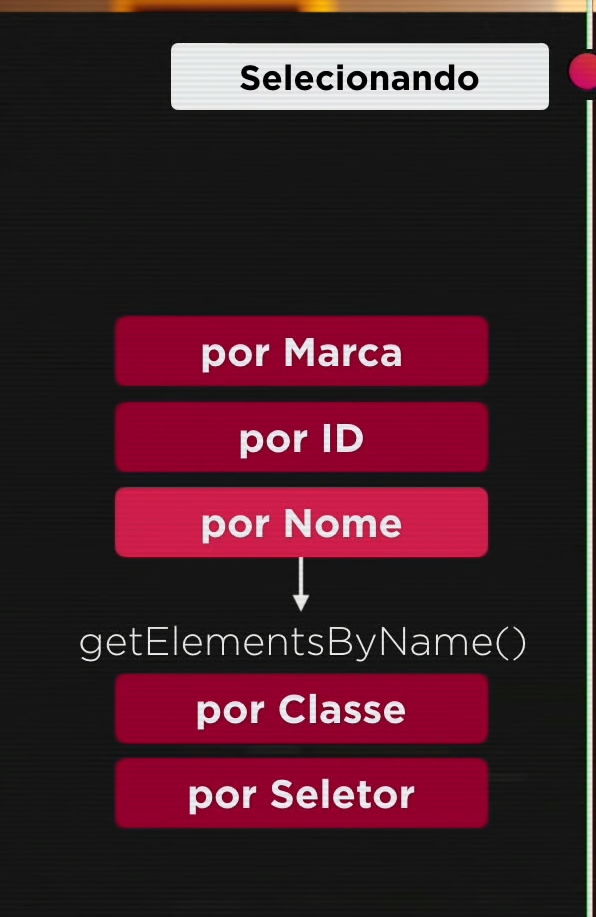 Selecionando
por Marca
por ID
por Nome
getElementsByName()
por Classe
por Seletor